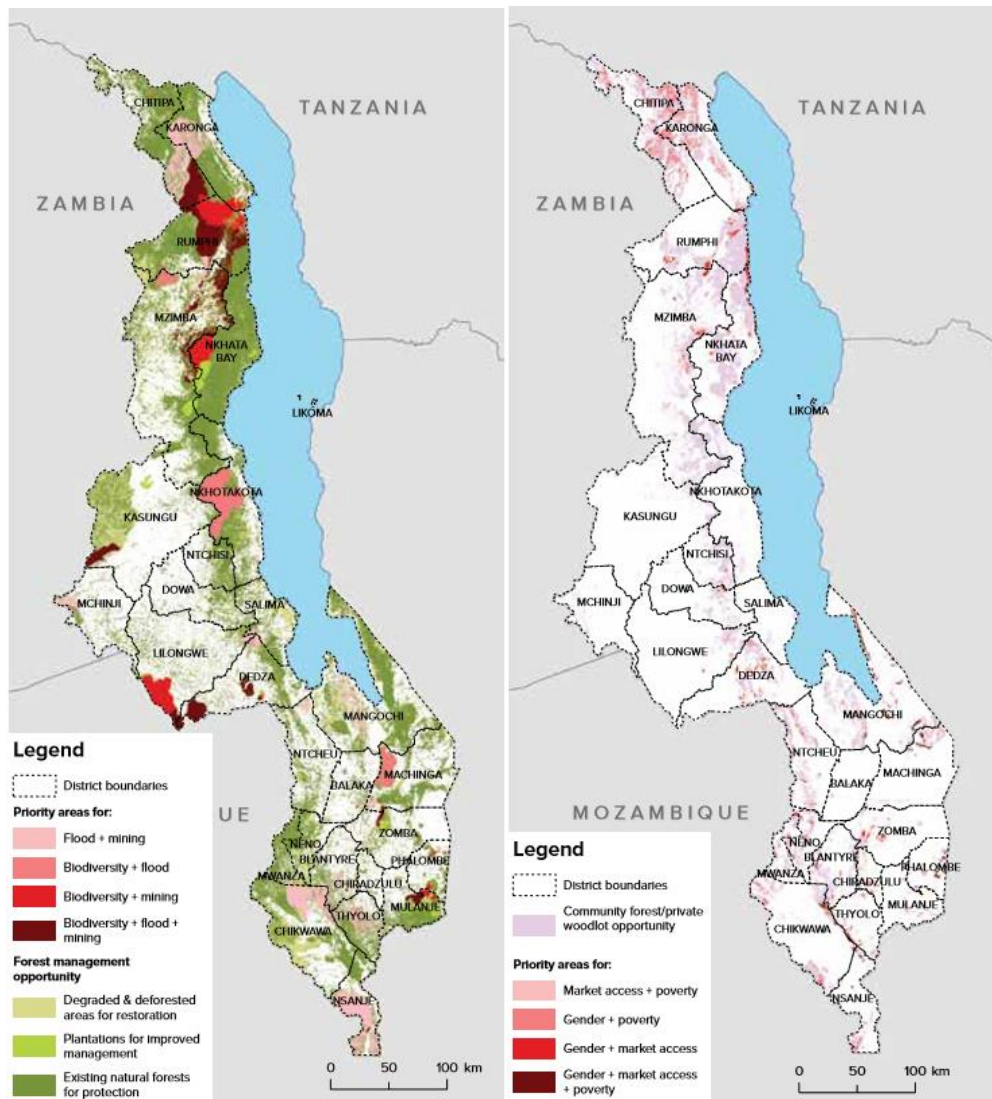 TANZANIA
CHITIPA
KARONGA
ZAMBIA
RUMPHI
MZIMBA
NKHATA
BAY
LIKOMA
NKHOTAKOTA
KASUNGU
NTCHISI
DOWA
SALIMA
MCHINJI
LILONGWE
DEDZA
MANGOCHI
NTCHEU
MACHINGA
BALAKA
UE
ZOMBA
NENO
BLANTYRE
PHALOMBE
MWANZA
CHIRADZULU
MULANJE
THYOLO
CHIKWAWA
NSANJE
Legend
District boundaries
Priority areas for:
Flood + mining
Biodiversity + flood
Biodiversity + mining
Biodiversity + flood +
mining
Forest management
opportunity
Degraded & deforested
areas for restoration
Plantations for improved
management
Existing natural forests
for protection
0 50 100 km
TANZANIA
CHITIPA
KARONGA
ZAMBIA
RUMPHI
MZIMBA
NKHATA
BAY
LIKOMA
NKHOTAKOTA
KASUNGU
NTCHISI
DOWA
SALIMA
MCHINJI
LILONGWE
DEDZA
MANGOCHI
NTCHEU
MACHINGA
BALAKA
MOZAMBIQUE
ZOMBA
NENO
BLANTYRE
PHALOMBE
MWANZA
CHIRADZULU
MULANJE
THYOLO
CHIKWAWA
NSANJE
Legend
District boundaries
Community forest/private
woodlot opportunity
Priority areas for:
Market access + poverty
Gender + poverty
Gender + market access
Gender + market access
+ poverty
0 50 100 km